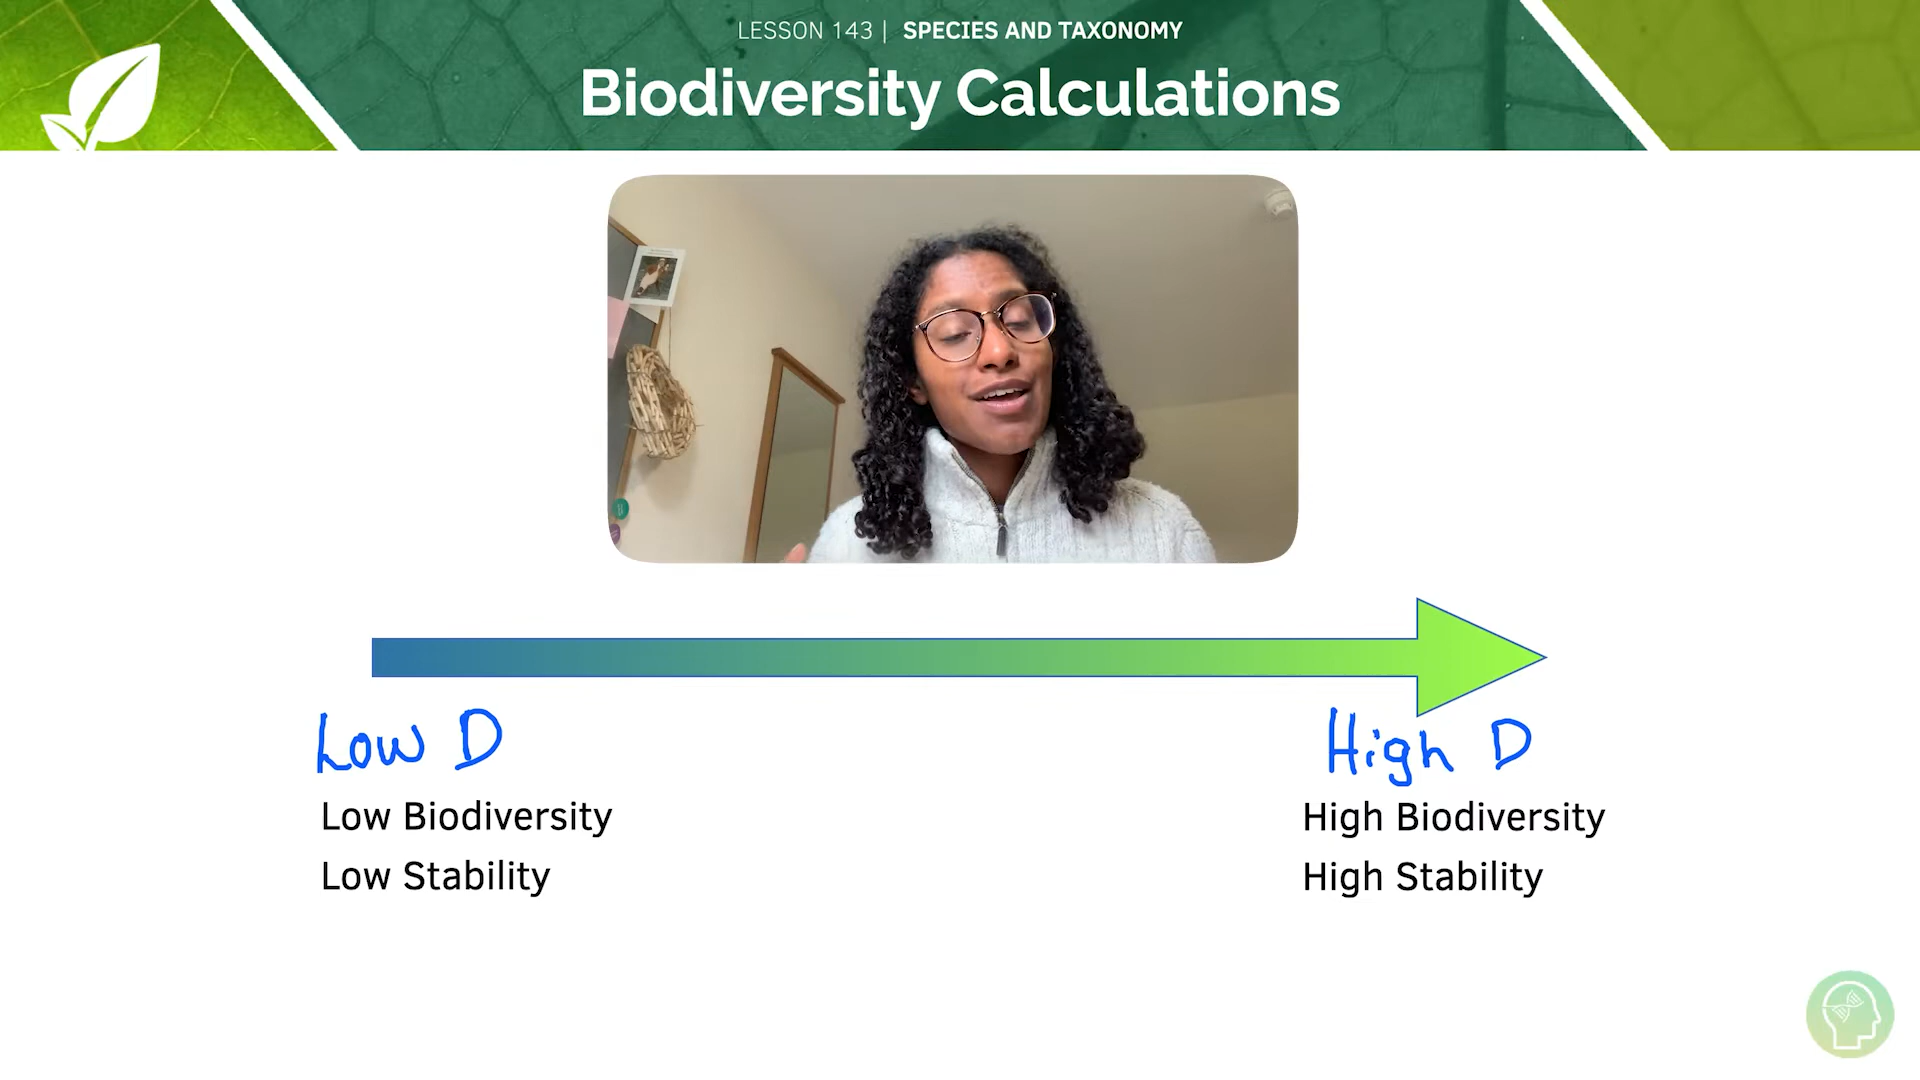 LESSON 143 | SPECIES AND TAXONOMY
Biodiversity Calculations
Low D
High D
Low Biodiversity
High Biodiversity
Low Stability
High Stability